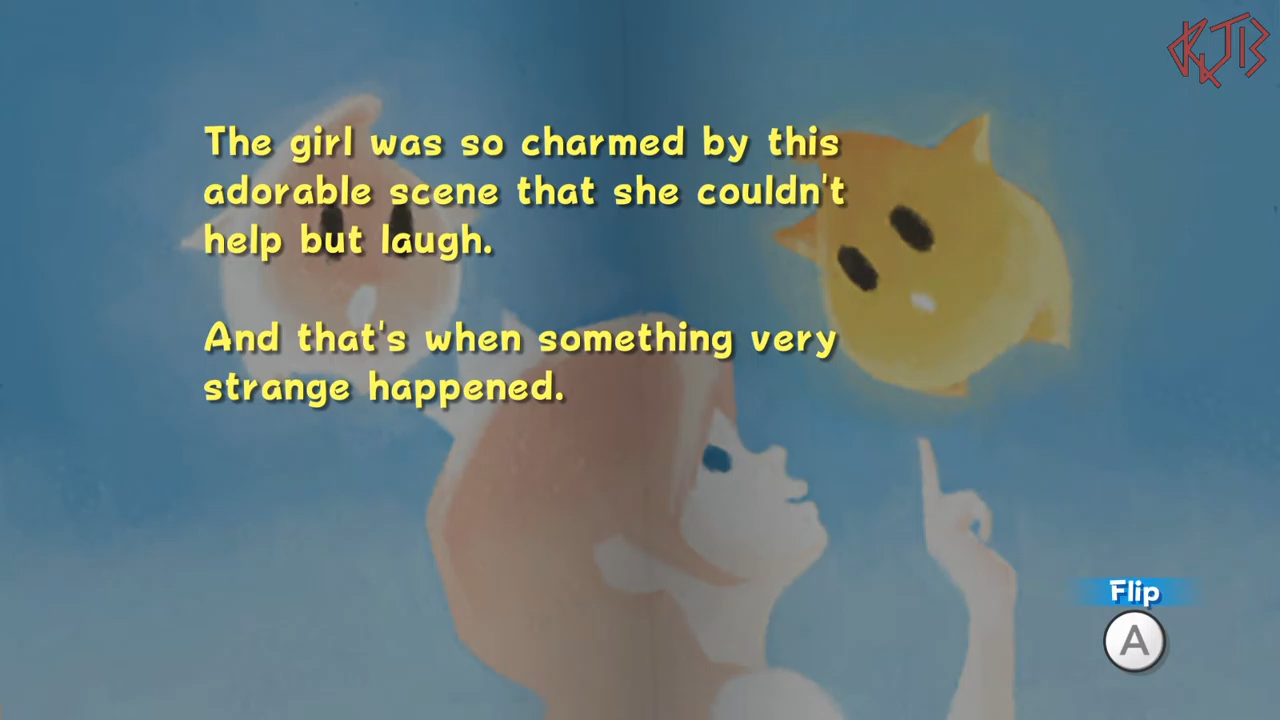 KJB
The girl was so charmed by this
adorable scene that she couldn't
help but laugh.
And that's when something very
strange happened.
Flip
A